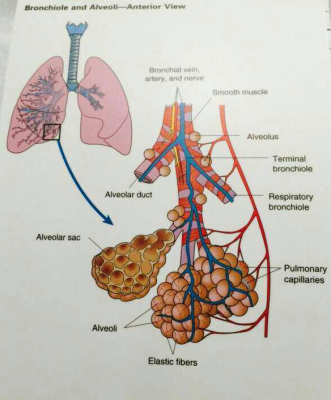 Bronchiole and Alveoli—Anterior View
Bronchial vein,
artery, and nerve
Smooth muscle
Alveolus
Terminal
bronchiole
Alveolar duct
Respiratory
bronchiole
Alveolar sac
Pulmonary
capillaries
Alveoli
Elastic fibers